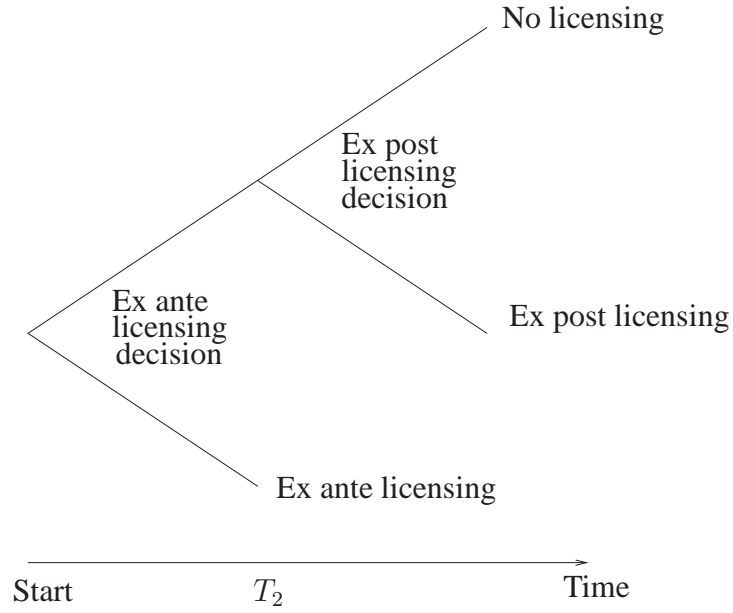 No licensing
Ex post
licensing
decision
Ex ante
licensing
decision
Ex post licensing
Ex ante licensing
Start
T₂
Time